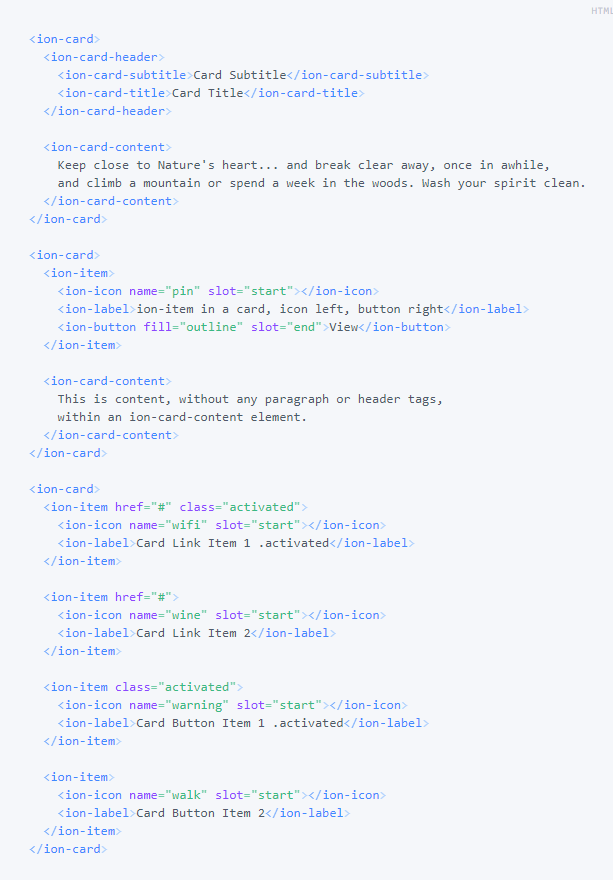 HTML
<ion-card>
  <ion-card-header>
    <ion-card-subtitle>Card Subtitle</ion-card-subtitle>
    <ion-card-title>Card Title</ion-card-title>
  </ion-card-header>

  <ion-card-content>
    Keep close to Nature's heart... and break clear away, once in awhile,
    and climb a mountain or spend a week in the woods. Wash your spirit clean.
  </ion-card-content>
</ion-card>

<ion-card>
  <ion-item>
    <ion-icon name="pin" slot="start"></ion-icon>
    <ion-label>ion-item in a card, icon left, button right</ion-label>
    <ion-button fill="outline" slot="end">View</ion-button>
  </ion-item>

  <ion-card-content>
    This is content, without any paragraph or header tags,
    within an ion-card-content element.
  </ion-card-content>
</ion-card>

<ion-card>
  <ion-item href="#" class="activated">
    <ion-icon name="wifi" slot="start"></ion-icon>
    <ion-label>Card Link Item 1 .activated</ion-label>
  </ion-item>

  <ion-item href="#">
    <ion-icon name="wine" slot="start"></ion-icon>
    <ion-label>Card Link Item 2</ion-label>
  </ion-item>

  <ion-item class="activated">
    <ion-icon name="warning" slot="start"></ion-icon>
    <ion-label>Card Button Item 1 .activated</ion-label>
  </ion-item>

  <ion-item>
    <ion-icon name="walk" slot="start"></ion-icon>
    <ion-label>Card Button Item 2</ion-label>
  </ion-item>
</ion-card>